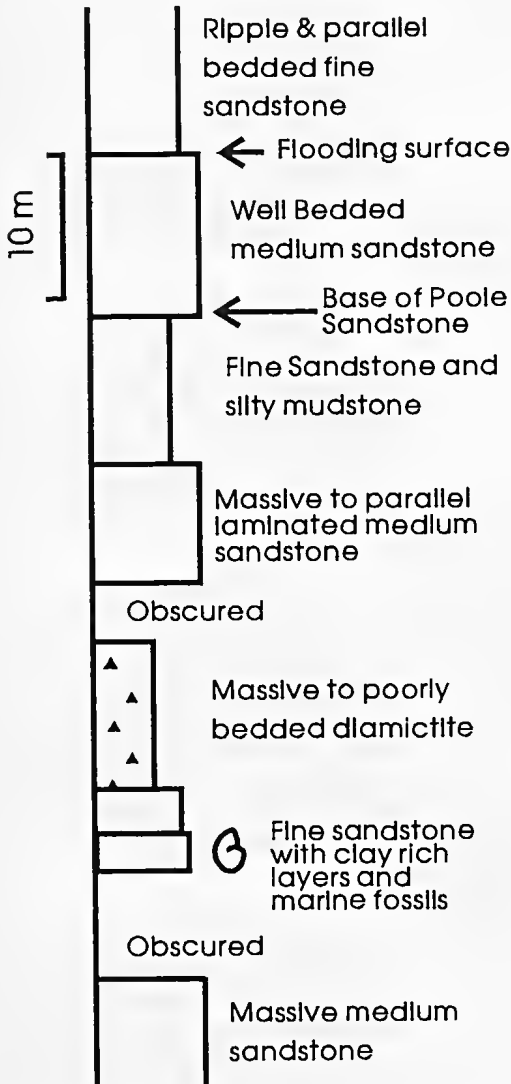 Ripple & parallel
bedded fine
sandstone
Flooding surface
10 m
Well Bedded
medium sandstone
Base of Poole
Sandstone
Fine Sandstone and
silty mudstone
Massive to parallel
laminated medium
sandstone
Obscured
Massive to poorly
bedded diamictite
Fine sandstone
with clay rich
layers and
marine fossils
Obscured
Massive medium
sandstone